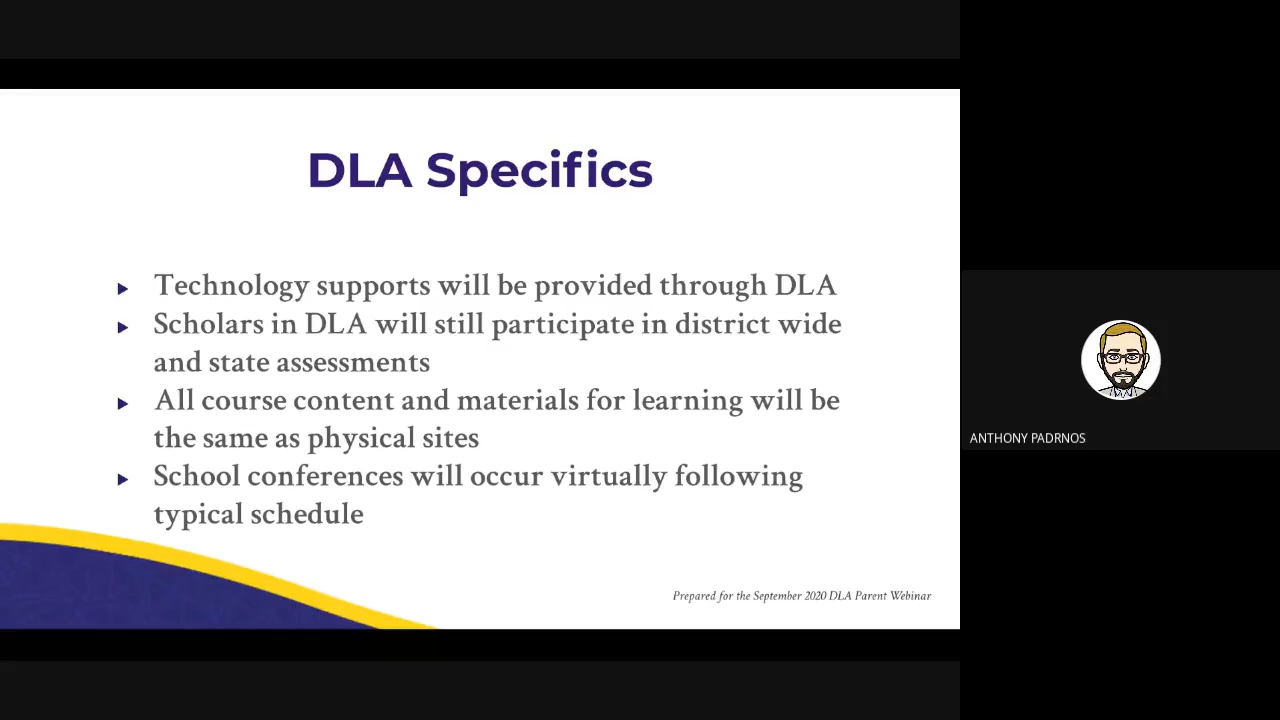 DLA Specifics
Technology supports will be provided through DLA
Scholars in DLA will still participate in district wide
and state assessments
All course content and materials for learning will be
the same as physical sites
School conferences will occur virtually following
typical schedule
Prepared for the September 2020 DLA Parent Webinar
ANTHONY PADRNOS